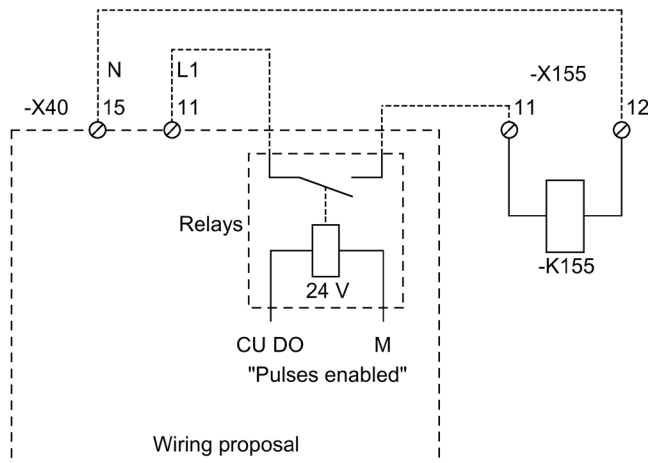 N L1
-X155
-X40 15 11 11 12
Relays
-K155
24 V
CU DO M
"Pulses enabled"
Wiring proposal